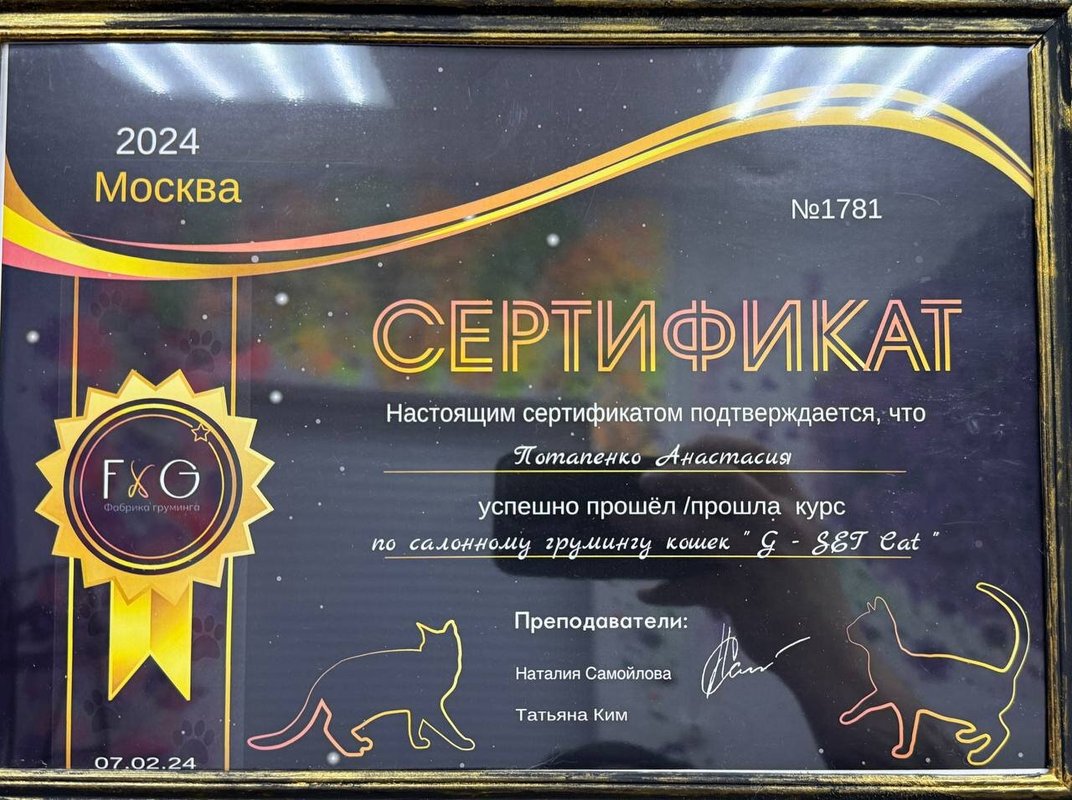 2024
Москва
№1781
СЕРТИФИКАТ
Настоящим сертификатом подтверждается, что
Потапенко Анастасия
успешно прошёл /прошла курс
по салонному грумингу кошек " G - SET Cat "
F G
Фабрика груминга
Преподаватели:
Наталия Самойлова
Татьяна Ким
07.02.24